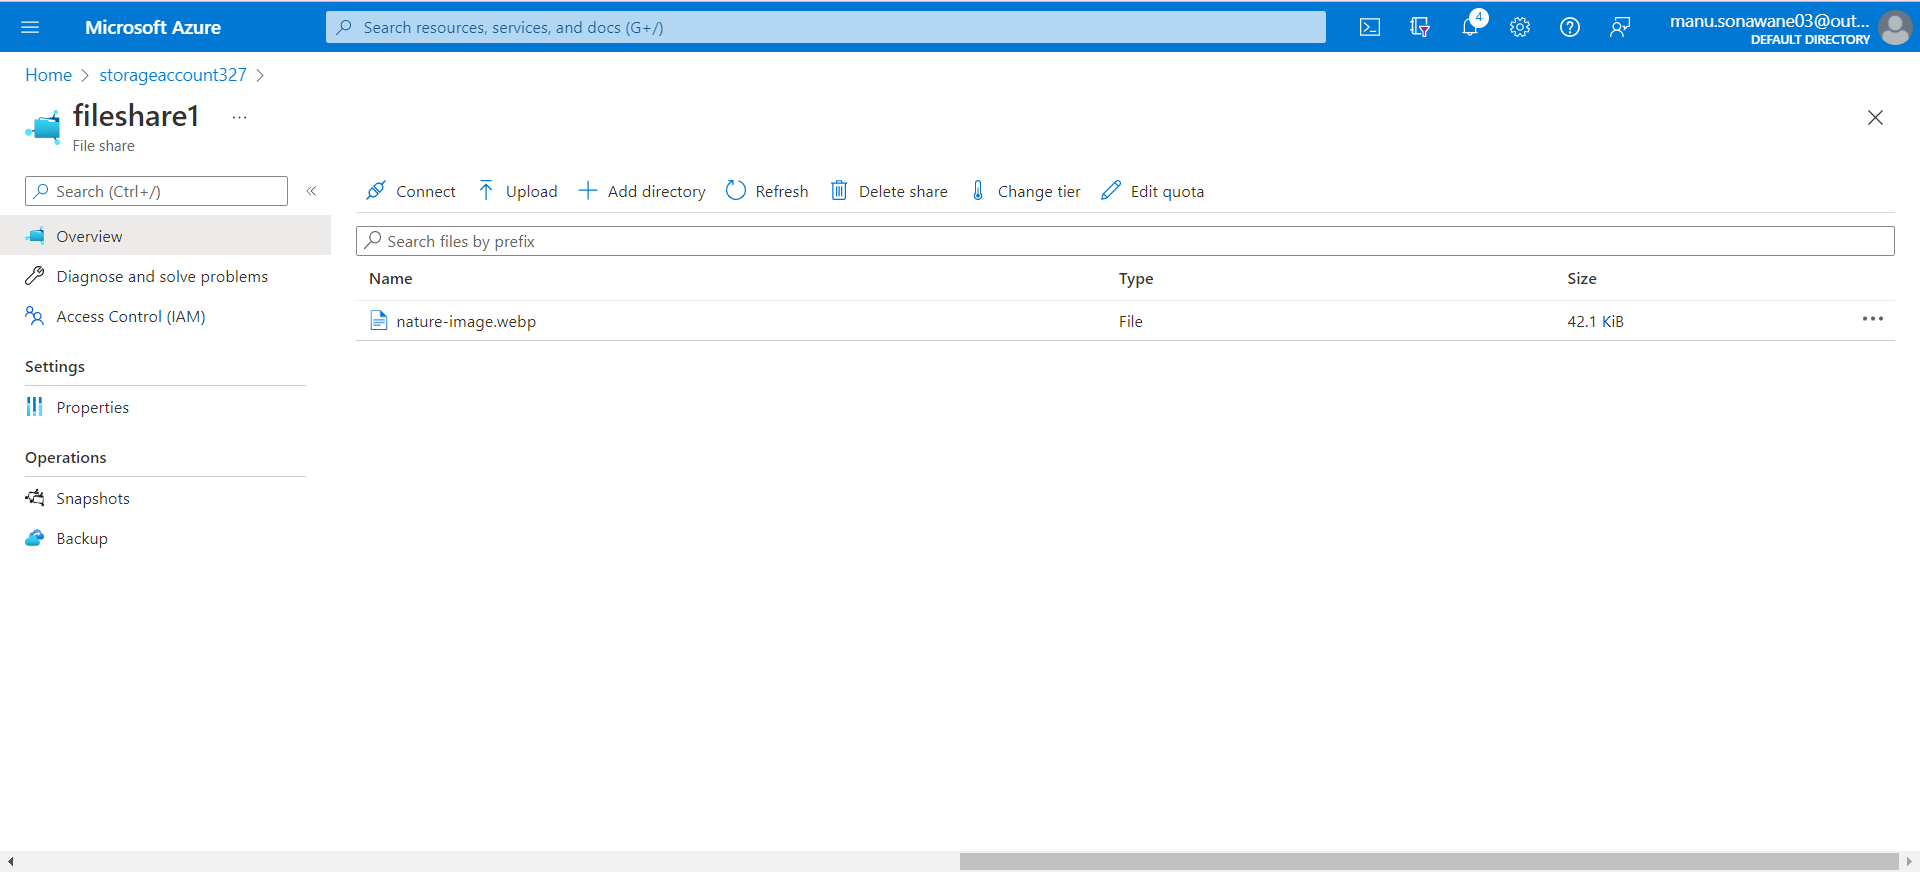 Microsoft Azure
Search resources, services, and docs (G+/)
4
manu.sonawane03@out...
DEFAULT DIRECTORY
Home > storageaccount327 >
fileshare1 ...
File share
Search (Ctrl+/) «
Connect Upload Add directory Refresh Delete share Change tier Edit quota
Overview
Diagnose and solve problems
Access Control (IAM)
Settings
Properties
Operations
Snapshots
Backup
Search files by prefix
Name Type Size
nature-image.webp File 42.1 KiB